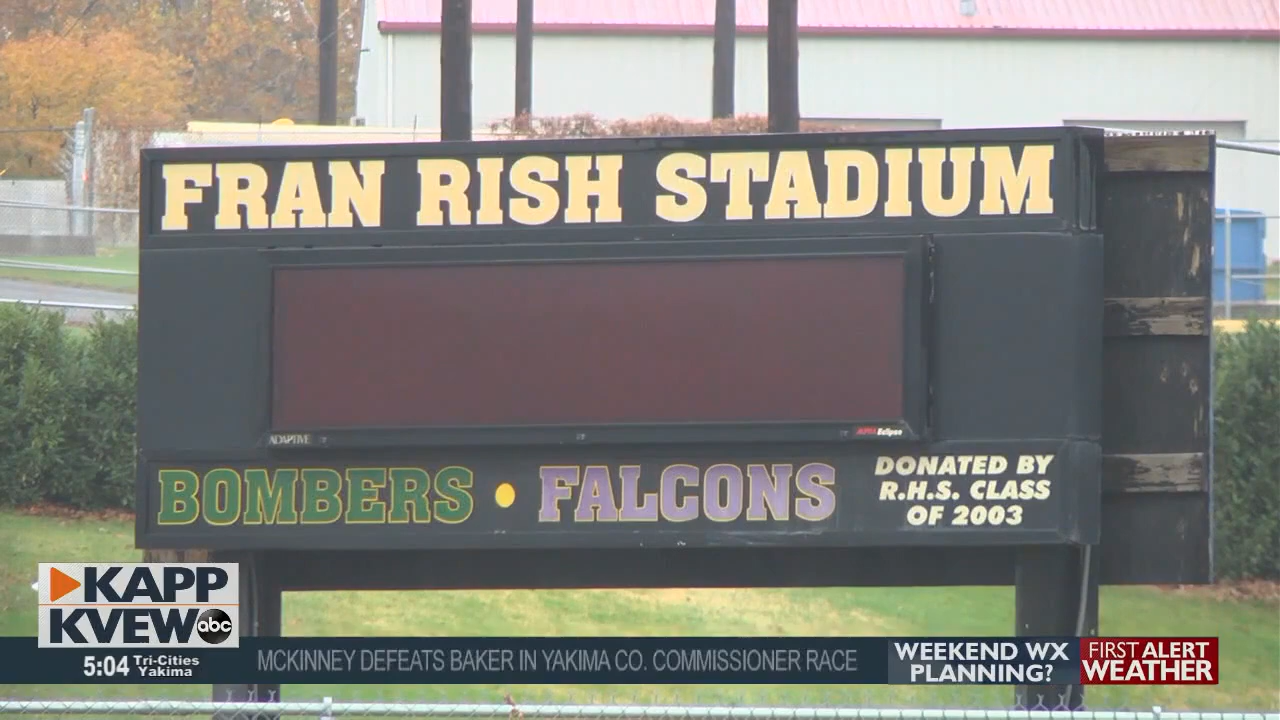 FRAN RISH STADIUM
ADAPTIVE
BOMBERS • FALCONS
DONATED BY
R.H.S. CLASS
OF 2003
KAPP
KVEW abc
5:04 Tri-Cities
Yakima
MCKINNEY DEFEATS BAKER IN YAKIMA CO. COMMISSIONER RACE
WEEKEND WX
PLANNING?
FIRST ALERT
WEATHER